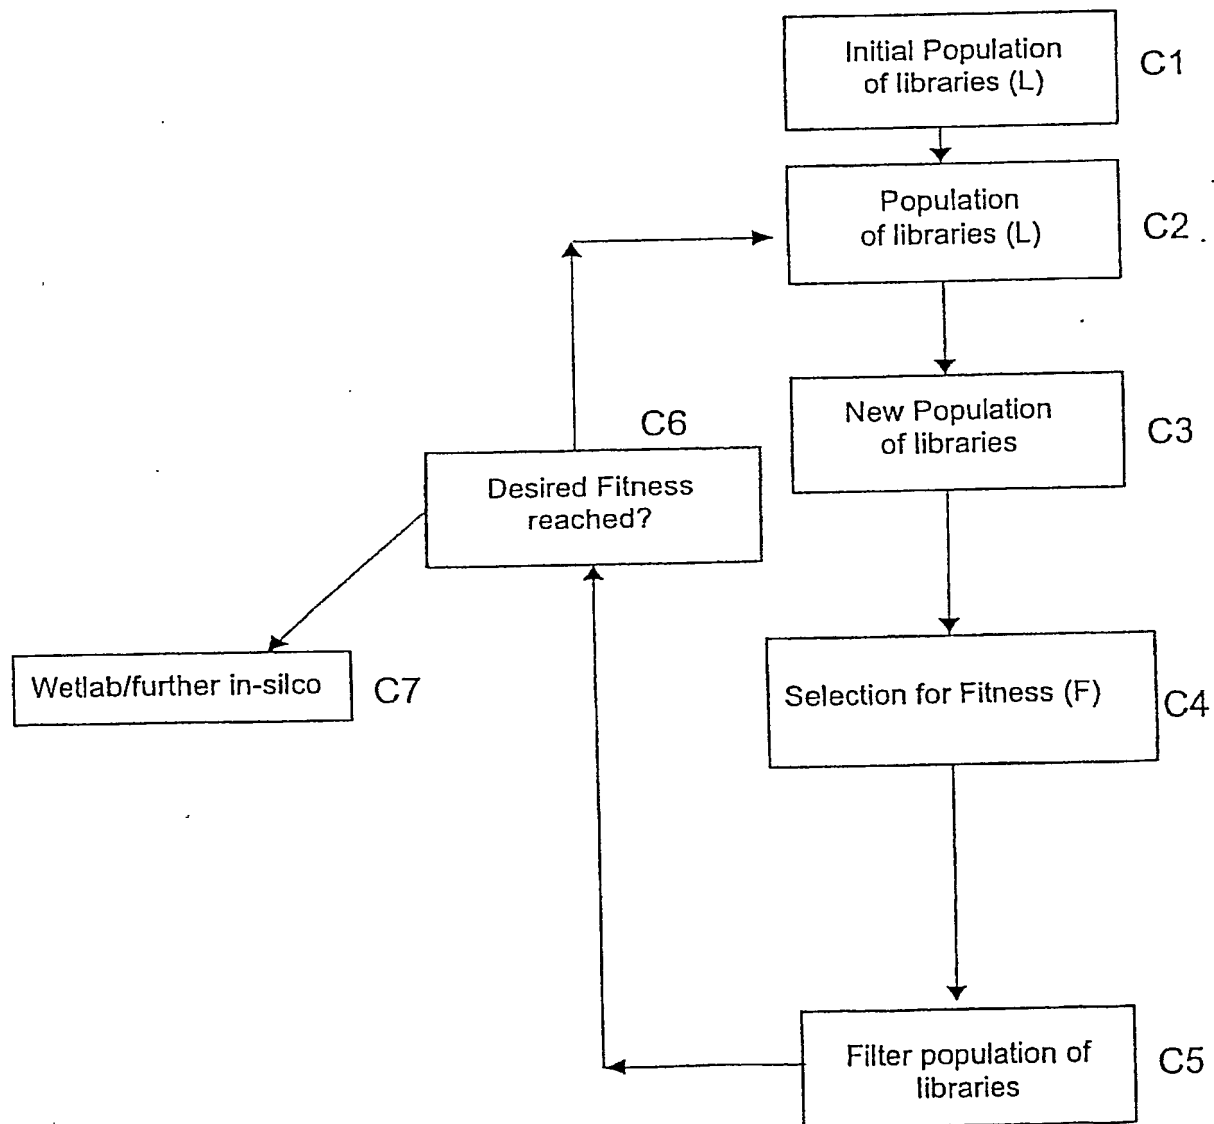 Initial Population
of libraries (L)
C1
Population
of libraries (L)
C2
New Population
of libraries
C3
C6
Desired Fitness
reached?
Selection for Fitness (F)
C4
Wetlab/further in-silco
C7
Filter population of
libraries
C5